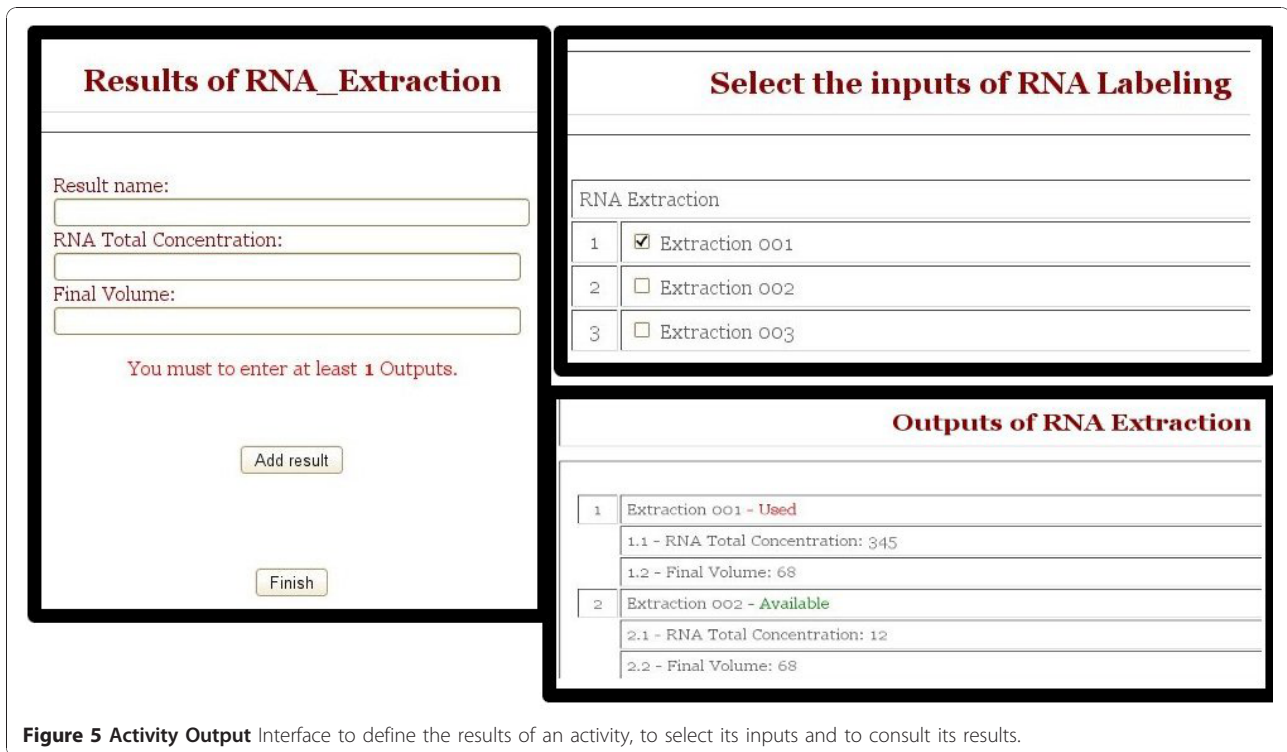 Results of RNA_Extraction
Result name:
RNA Total Concentration:
Final Volume:
You must to enter at least 1 Outputs.
Add result
Finish
Select the inputs of RNA Labeling
RNA Extraction
1 Extraction 001
2 Extraction 002
3 Extraction 003
Outputs of RNA Extraction
1 Extraction 001 - Used
1.1 - RNA Total Concentration: 345
1.2 - Final Volume: 68
2 Extraction 002 - Available
2.1 - RNA Total Concentration: 12
2.2 - Final Volume: 68
Figure 5 Activity Output Interface to define the results of an activity, to select its inputs and to consult its results.